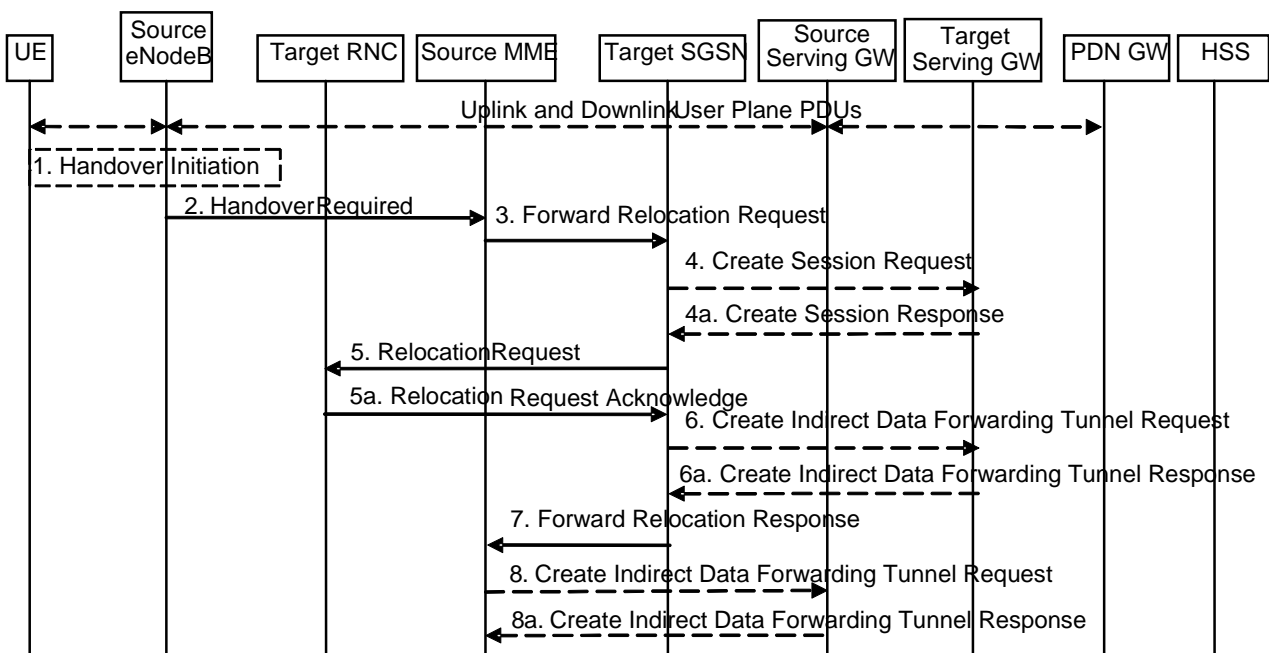 UE
Source
eNodeB
Target RNC
Source MME
Target SGSN
Source
Serving GW
Target
Serving GW
PDN GW
HSS
Uplink and Downlink User Plane PDUs
1. Handover Initiation
2. Handover Required
3. Forward Relocation Request
4. Create Session Request
4a. Create Session Response
5. Relocation Request
5a. Relocation Request Acknowledge
6. Create Indirect Data Forwarding Tunnel Request
6a. Create Indirect Data Forwarding Tunnel Response
7. Forward Relocation Response
8. Create Indirect Data Forwarding Tunnel Request
8a. Create Indirect Data Forwarding Tunnel Response